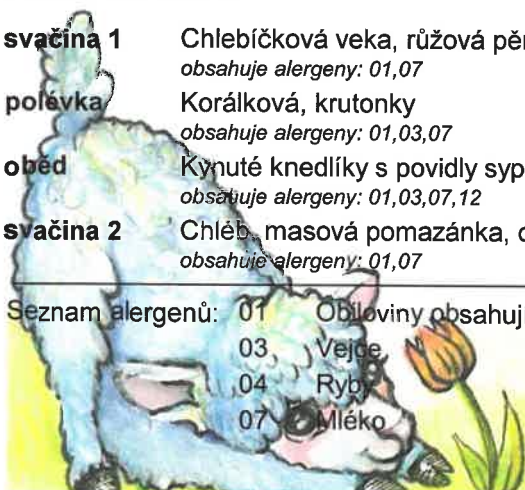 svačina 1 Chlebíčková veka, růžová pěn
obsahuje alergeny: 01,07
polévka Korálková, krutonky
obsahuje alergeny: 01,03,07
oběd Kynuté knedlíky s povidly syp
obsahuje alergeny: 01,03,07,12
svačina 2 Chléb, masová pomazánka, o
obsahuje alergeny: 01,07
Seznam alergenů: 01 Obiloviny obsahují
03 Vejce
04 Ryby
07 Mléko